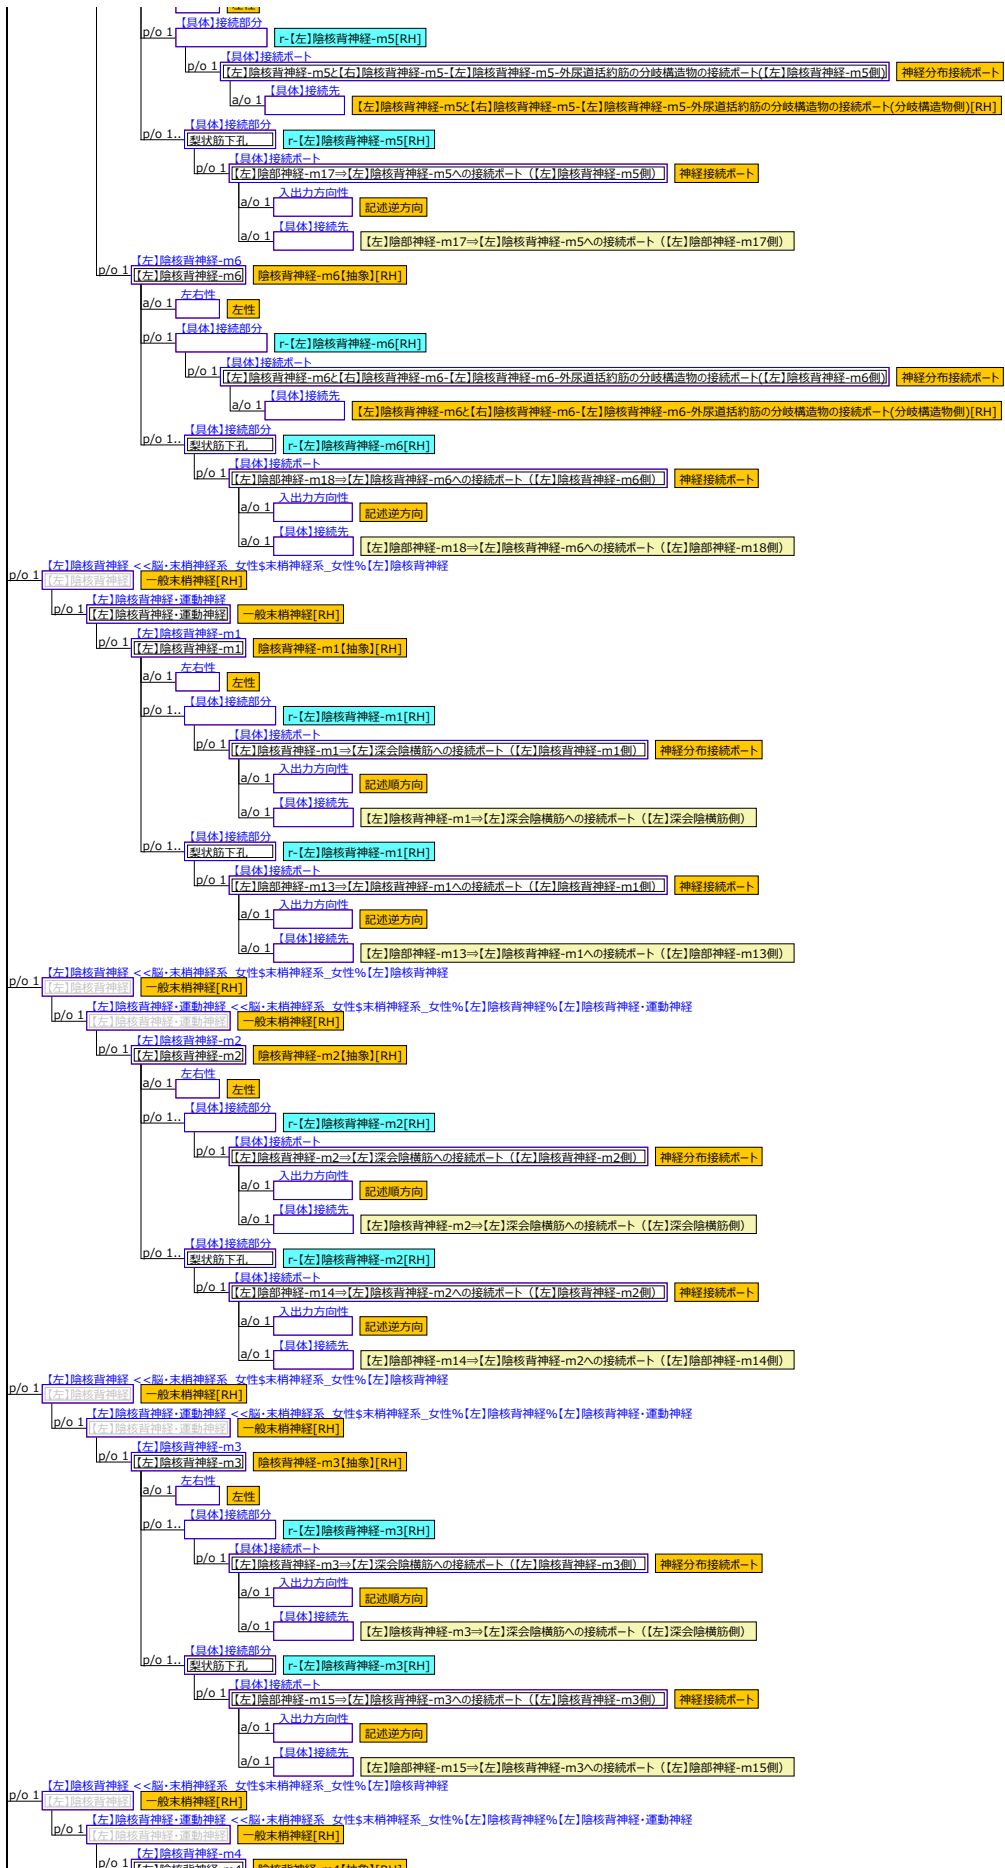 左性
【具体】接続部分
p/o 1 r-【左】陰核背神経-m5[RH]
【具体】接続ポート
p/o 1 【左】陰核背神経-m5と【右】陰核背神経-m5-【左】陰核背神経-m5-外尿道括約筋の分岐構造物の接続ポート(【左】陰核背神経-m5側) 神経分布接続ポート
【具体】接続先
a/o 1 【左】陰核背神経-m5と【右】陰核背神経-m5-【左】陰核背神経-m5-外尿道括約筋の分岐構造物の接続ポート(分岐構造物側)[RH]
【具体】接続部分
p/o 1.. 梨状筋下孔 r-【左】陰核背神経-m5[RH]
【具体】接続ポート
p/o 1 【左】陰部神経-m17⇒【左】陰核背神経-m5への接続ポート（【左】陰核背神経-m5側） 神経接続ポート
入出力方向性
a/o 1 記述逆方向
【具体】接続先
a/o 1 【左】陰部神経-m17⇒【左】陰核背神経-m5への接続ポート（【左】陰部神経-m17側）
【左】陰核背神経-m6
p/o 1 【左】陰核背神経-m6 陰核背神経-m6【抽象】[RH]
左右性
a/o 1 左性
【具体】接続部分
p/o 1 r-【左】陰核背神経-m6[RH]
【具体】接続ポート
p/o 1 【左】陰核背神経-m6と【右】陰核背神経-m6-【左】陰核背神経-m6-外尿道括約筋の分岐構造物の接続ポート(【左】陰核背神経-m6側) 神経分布接続ポート
【具体】接続先
a/o 1 【左】陰核背神経-m6と【右】陰核背神経-m6-【左】陰核背神経-m6-外尿道括約筋の分岐構造物の接続ポート(分岐構造物側)[RH]
【具体】接続部分
p/o 1.. 梨状筋下孔 r-【左】陰核背神経-m6[RH]
【具体】接続ポート
p/o 1 【左】陰部神経-m18⇒【左】陰核背神経-m6への接続ポート（【左】陰核背神経-m6側） 神経接続ポート
入出力方向性
a/o 1 記述逆方向
【具体】接続先
a/o 1 【左】陰部神経-m18⇒【左】陰核背神経-m6への接続ポート（【左】陰部神経-m18側）
【左】陰核背神経 <<脳・末梢神経系_女性$末梢神経系_女性%【左】陰核背神経
p/o 1 【左】陰核背神経 一般末梢神経[RH]
【左】陰核背神経・運動神経
p/o 1 【左】陰核背神経・運動神経 一般末梢神経[RH]
【左】陰核背神経-m1
p/o 1 【左】陰核背神経-m1 陰核背神経-m1【抽象】[RH]
左右性
a/o 1 左性
【具体】接続部分
p/o 1.. r-【左】陰核背神経-m1[RH]
【具体】接続ポート
p/o 1 【左】陰核背神経-m1⇒【左】深会陰横筋への接続ポート（【左】陰核背神経-m1側） 神経分布接続ポート
入出力方向性
a/o 1 記述順方向
【具体】接続先
a/o 1 【左】陰核背神経-m1⇒【左】深会陰横筋への接続ポート（【左】深会陰横筋側）
【具体】接続部分
p/o 1.. 梨状筋下孔 r-【左】陰核背神経-m1[RH]
【具体】接続ポート
p/o 1 【左】陰部神経-m13⇒【左】陰核背神経-m1への接続ポート（【左】陰核背神経-m1側） 神経接続ポート
入出力方向性
a/o 1 記述逆方向
【具体】接続先
a/o 1 【左】陰部神経-m13⇒【左】陰核背神経-m1への接続ポート（【左】陰部神経-m13側）
【左】陰核背神経 <<脳・末梢神経系_女性$末梢神経系_女性%【左】陰核背神経
p/o 1 【左】陰核背神経 一般末梢神経[RH]
【左】陰核背神経・運動神経 <<脳・末梢神経系_女性$末梢神経系_女性%【左】陰核背神経%【左】陰核背神経・運動神経
p/o 1 【左】陰核背神経・運動神経 一般末梢神経[RH]
【左】陰核背神経-m2
p/o 1 【左】陰核背神経-m2 陰核背神経-m2【抽象】[RH]
左右性
a/o 1 左性
【具体】接続部分
p/o 1.. r-【左】陰核背神経-m2[RH]
【具体】接続ポート
p/o 1 【左】陰核背神経-m2⇒【左】深会陰横筋への接続ポート（【左】陰核背神経-m2側） 神経分布接続ポート
入出力方向性
a/o 1 記述順方向
【具体】接続先
a/o 1 【左】陰核背神経-m2⇒【左】深会陰横筋への接続ポート（【左】深会陰横筋側）
【具体】接続部分
p/o 1.. 梨状筋下孔 r-【左】陰核背神経-m2[RH]
【具体】接続ポート
p/o 1 【左】陰部神経-m14⇒【左】陰核背神経-m2への接続ポート（【左】陰核背神経-m2側） 神経接続ポート
入出力方向性
a/o 1 記述逆方向
【具体】接続先
a/o 1 【左】陰部神経-m14⇒【左】陰核背神経-m2への接続ポート（【左】陰部神経-m14側）
【左】陰核背神経 <<脳・末梢神経系_女性$末梢神経系_女性%【左】陰核背神経
p/o 1 【左】陰核背神経 一般末梢神経[RH]
【左】陰核背神経・運動神経 <<脳・末梢神経系_女性$末梢神経系_女性%【左】陰核背神経%【左】陰核背神経・運動神経
p/o 1 【左】陰核背神経・運動神経 一般末梢神経[RH]
【左】陰核背神経-m3
p/o 1 【左】陰核背神経-m3 陰核背神経-m3【抽象】[RH]
左右性
a/o 1 左性
【具体】接続部分
p/o 1.. r-【左】陰核背神経-m3[RH]
【具体】接続ポート
p/o 1 【左】陰核背神経-m3⇒【左】深会陰横筋への接続ポート（【左】陰核背神経-m3側） 神経分布接続ポート
入出力方向性
a/o 1 記述順方向
【具体】接続先
a/o 1 【左】陰核背神経-m3⇒【左】深会陰横筋への接続ポート（【左】深会陰横筋側）
【具体】接続部分
p/o 1.. 梨状筋下孔 r-【左】陰核背神経-m3[RH]
【具体】接続ポート
p/o 1 【左】陰部神経-m15⇒【左】陰核背神経-m3への接続ポート（【左】陰核背神経-m3側） 神経接続ポート
入出力方向性
a/o 1 記述逆方向
【具体】接続先
a/o 1 【左】陰部神経-m15⇒【左】陰核背神経-m3への接続ポート（【左】陰部神経-m15側）
【左】陰核背神経 <<脳・末梢神経系_女性$末梢神経系_女性%【左】陰核背神経
p/o 1 【左】陰核背神経 一般末梢神経[RH]
【左】陰核背神経・運動神経 <<脳・末梢神経系_女性$末梢神経系_女性%【左】陰核背神経%【左】陰核背神経・運動神経
p/o 1 【左】陰核背神経・運動神経 一般末梢神経[RH]
【左】陰核背神経-m4
p/o 1 【左】陰核背神経-m4 陰核背神経-m4【抽象】[RH]